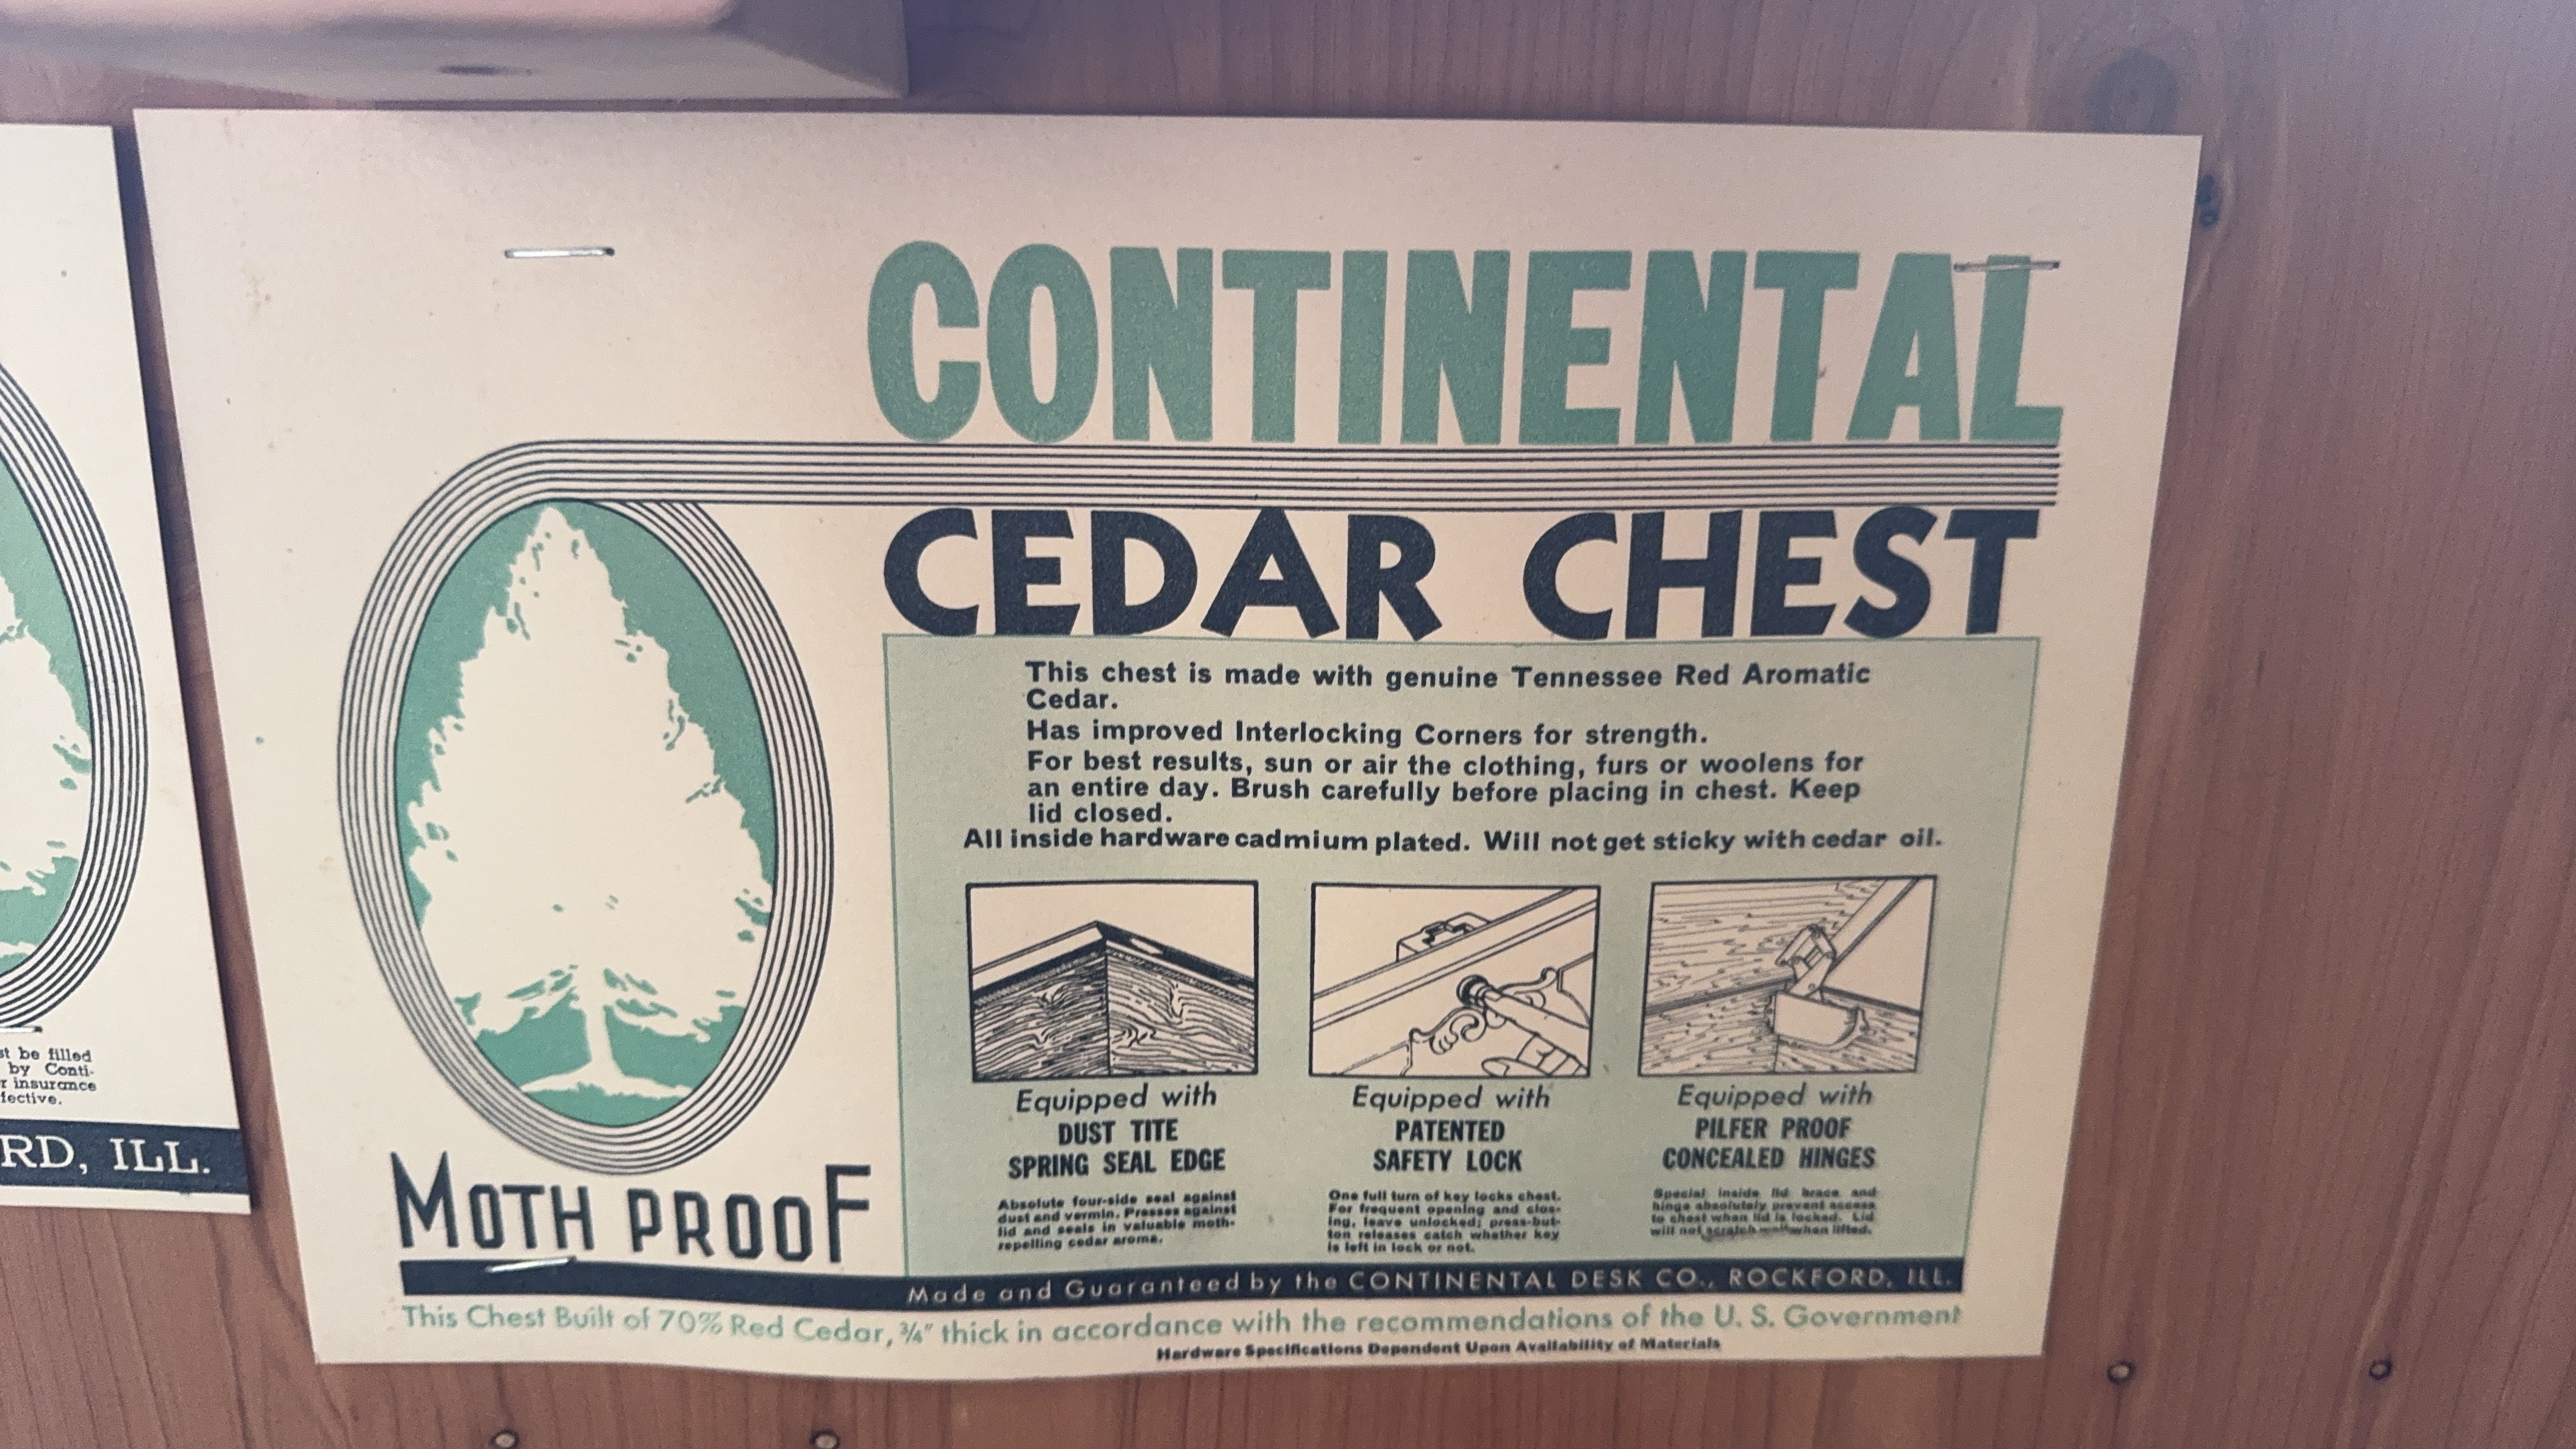 CONTINENTAL
CEDAR CHEST
This chest is made with genuine Tennessee Red Aromatic
Cedar.
Has improved Interlocking Corners for strength.
For best results, sun or air the clothing, furs or woolens for
an entire day. Brush carefully before placing in chest. Keep
lid closed.
All inside hardware cadmium plated. Will not get sticky with cedar oil.
Equipped with
DUST TITE
SPRING SEAL EDGE
Absolute four-side seal against
dust and vermin. Presses against
lid and seals in valuable moth-
repelling cedar aroma.
Equipped with
PATENTED
SAFETY LOCK
One full turn of key locks chest.
For frequent opening and clos-
ing, leave unlocked; press-but-
ton releases catch whether key
is left in lock or not.
Equipped with
PILFER PROOF
CONCEALED HINGES
Special inside lid brace and
hinge absolutely prevent access
to chest when lid is locked. Lid
will not scratch wall when lifted.
MOTH PROOF
Made and Guaranteed by the CONTINENTAL DESK CO., ROCKFORD, ILL.
This Chest Built of 70% Red Cedar, ¾" thick in accordance with the recommendations of the U. S. Government
Hardware Specifications Dependent Upon Availability of Materials
st be filled
by Conti-
r insurance
fective.
RD, ILL.